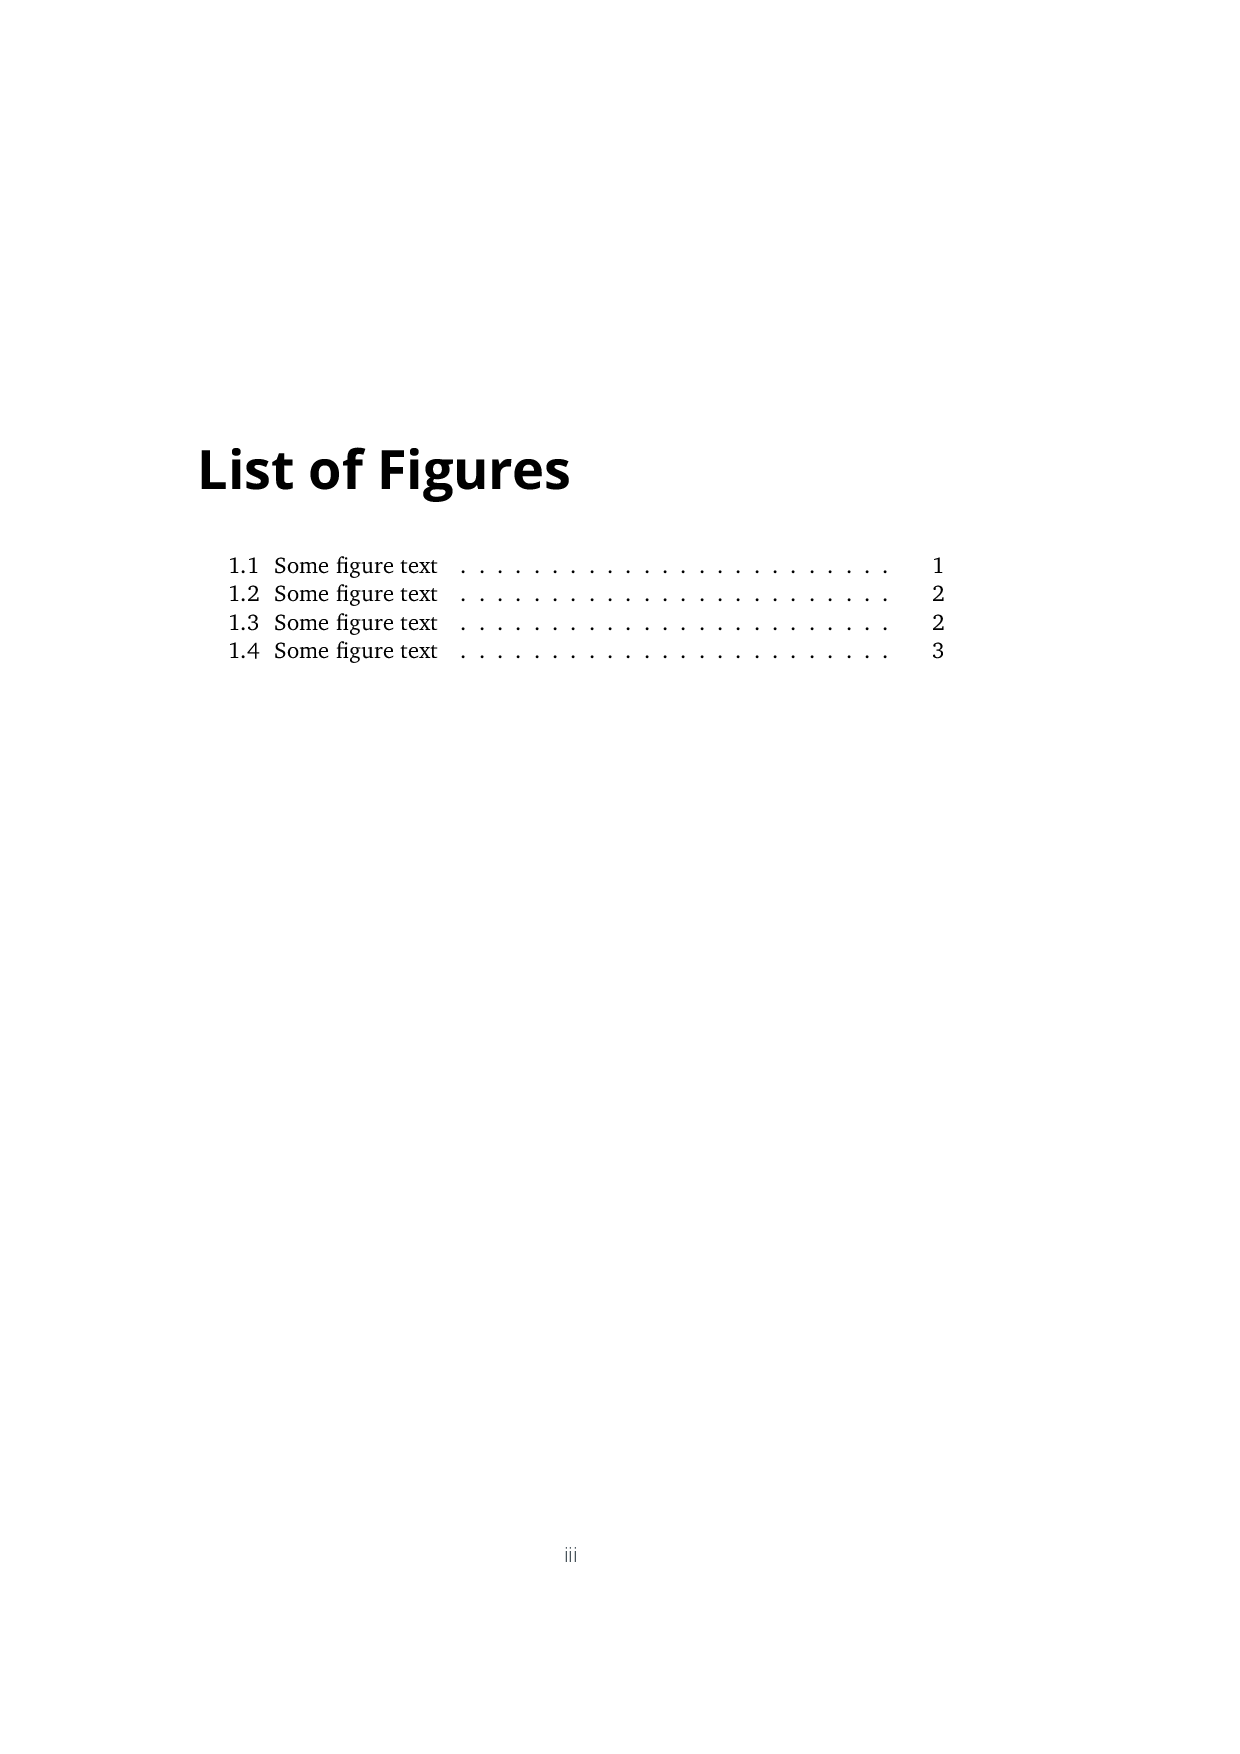 List of Figures
1.1 Some figure text . . . . . . . . . . . . . . . . . . . . . . . . 1
1.2 Some figure text . . . . . . . . . . . . . . . . . . . . . . . . 2
1.3 Some figure text . . . . . . . . . . . . . . . . . . . . . . . . 2
1.4 Some figure text . . . . . . . . . . . . . . . . . . . . . . . . 3
iii